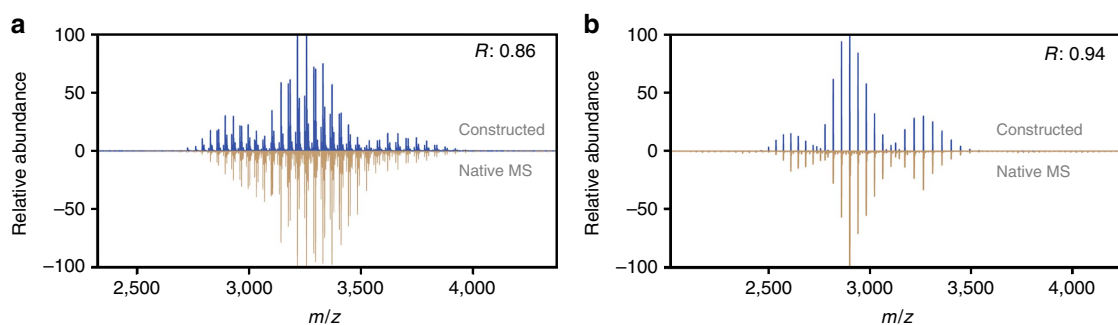 a
R: 0.86
Relative abundance
100
50
0
−50
−100
Constructed
Native MS
2,500
3,000
3,500
4,000
m/z
b
R: 0.94
Relative abundance
100
50
0
−50
−100
Constructed
Native MS
2,500
3,000
3,500
4,000
m/z